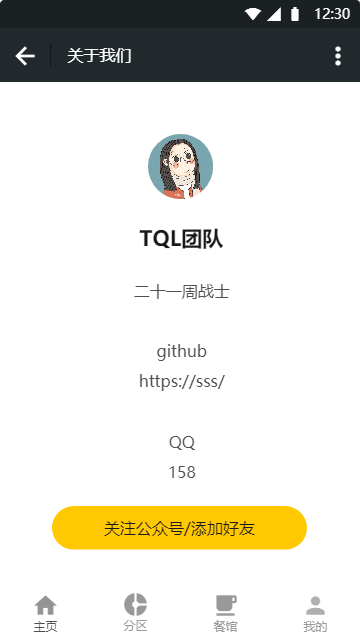 12:30
关于我们
TQL团队
二十一周战士
github
https://sss/
QQ
158
关注公众号/添加好友
主页
分区
餐馆
我的